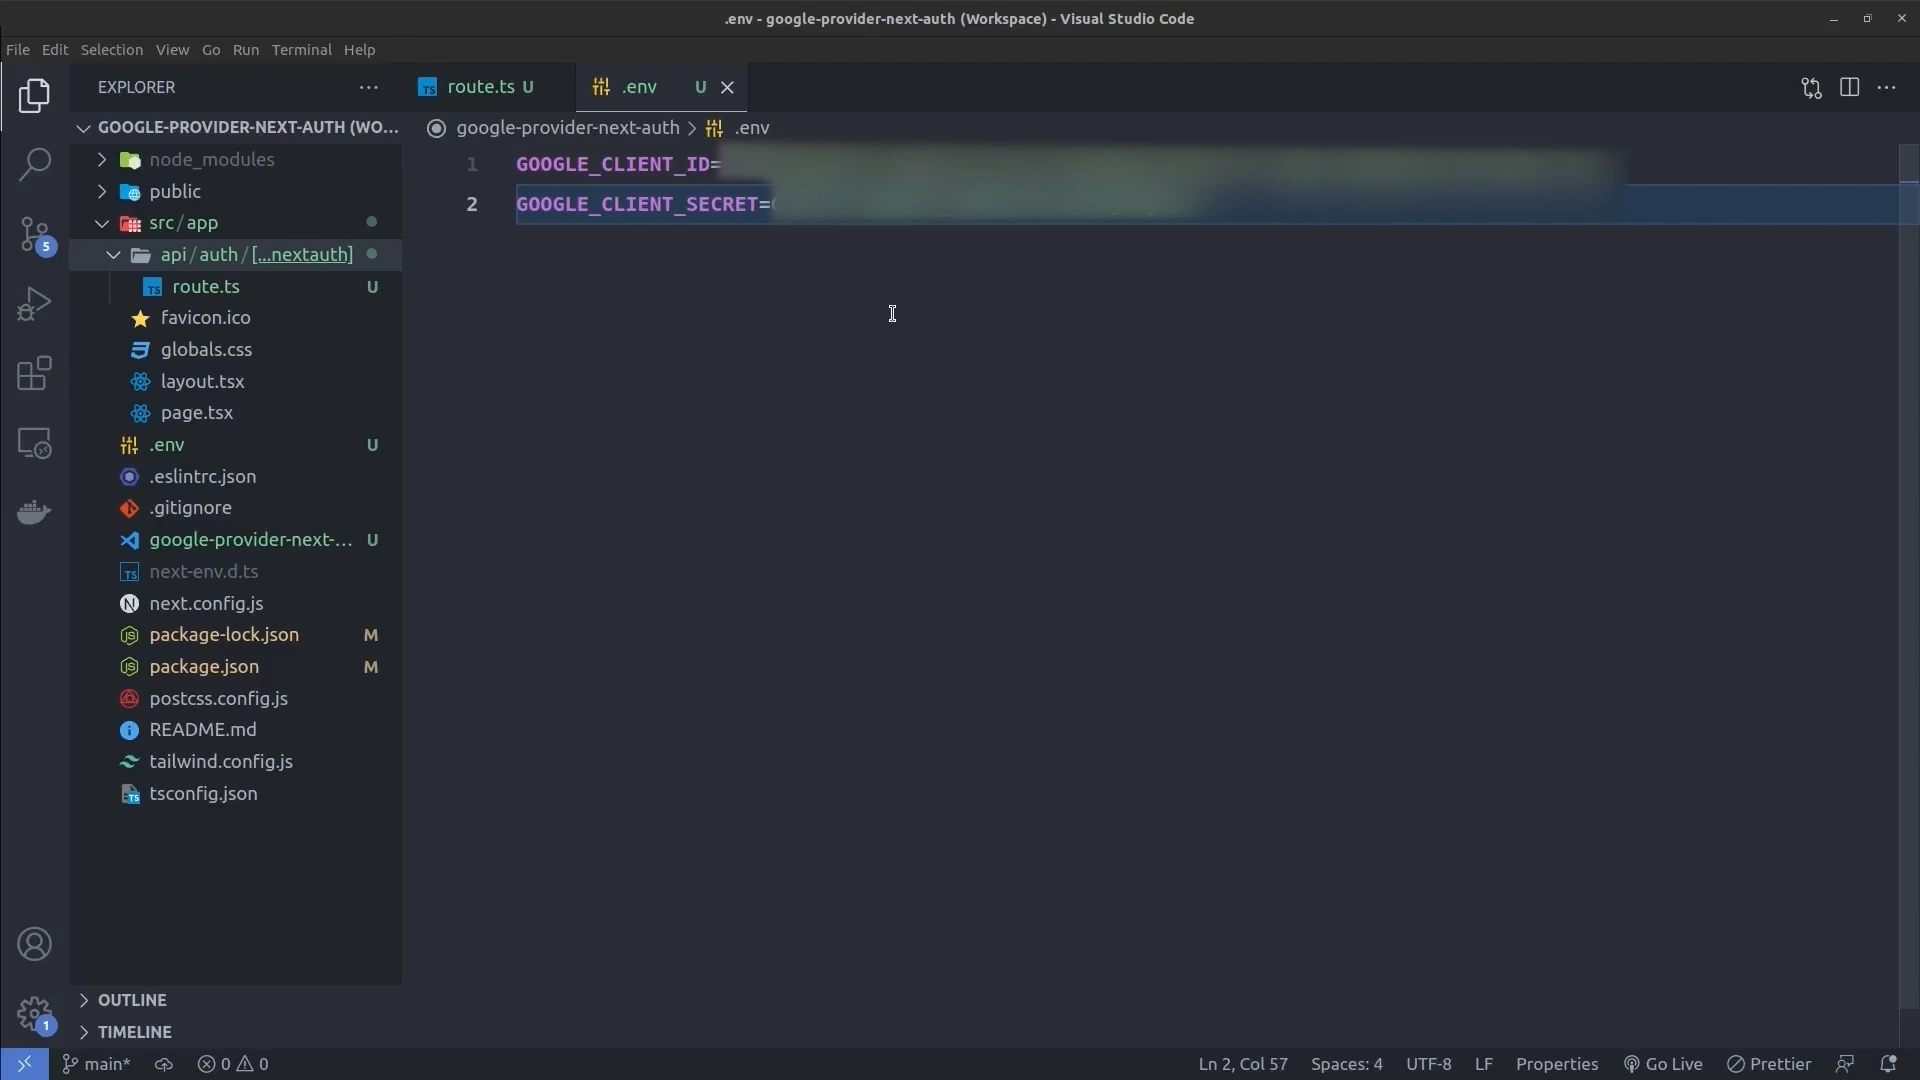 .env - google-provider-next-auth (Workspace) - Visual Studio Code
File Edit Selection View Go Run Terminal Help
EXPLORER
GOOGLE-PROVIDER-NEXT-AUTH (WO...
node_modules
public
src/app
api/auth/[...nextauth]
route.ts U
favicon.ico
globals.css
layout.tsx
page.tsx
.env U
.eslintrc.json
.gitignore
google-provider-next-... U
next-env.d.ts
next.config.js
package-lock.json M
package.json M
postcss.config.js
README.md
tailwind.config.js
tsconfig.json
OUTLINE
TIMELINE
5
1
route.ts U
.env U
google-provider-next-auth > .env
1 GOOGLE_CLIENT_ID=
2 GOOGLE_CLIENT_SECRET=
main* 0 0
Ln 2, Col 57 Spaces: 4 UTF-8 LF Properties Go Live Prettier